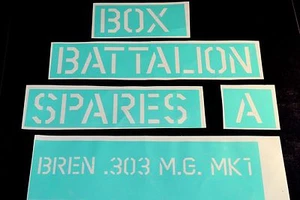 BOX
BATTALION
SPARES A
BREN .303 M.G. MK1